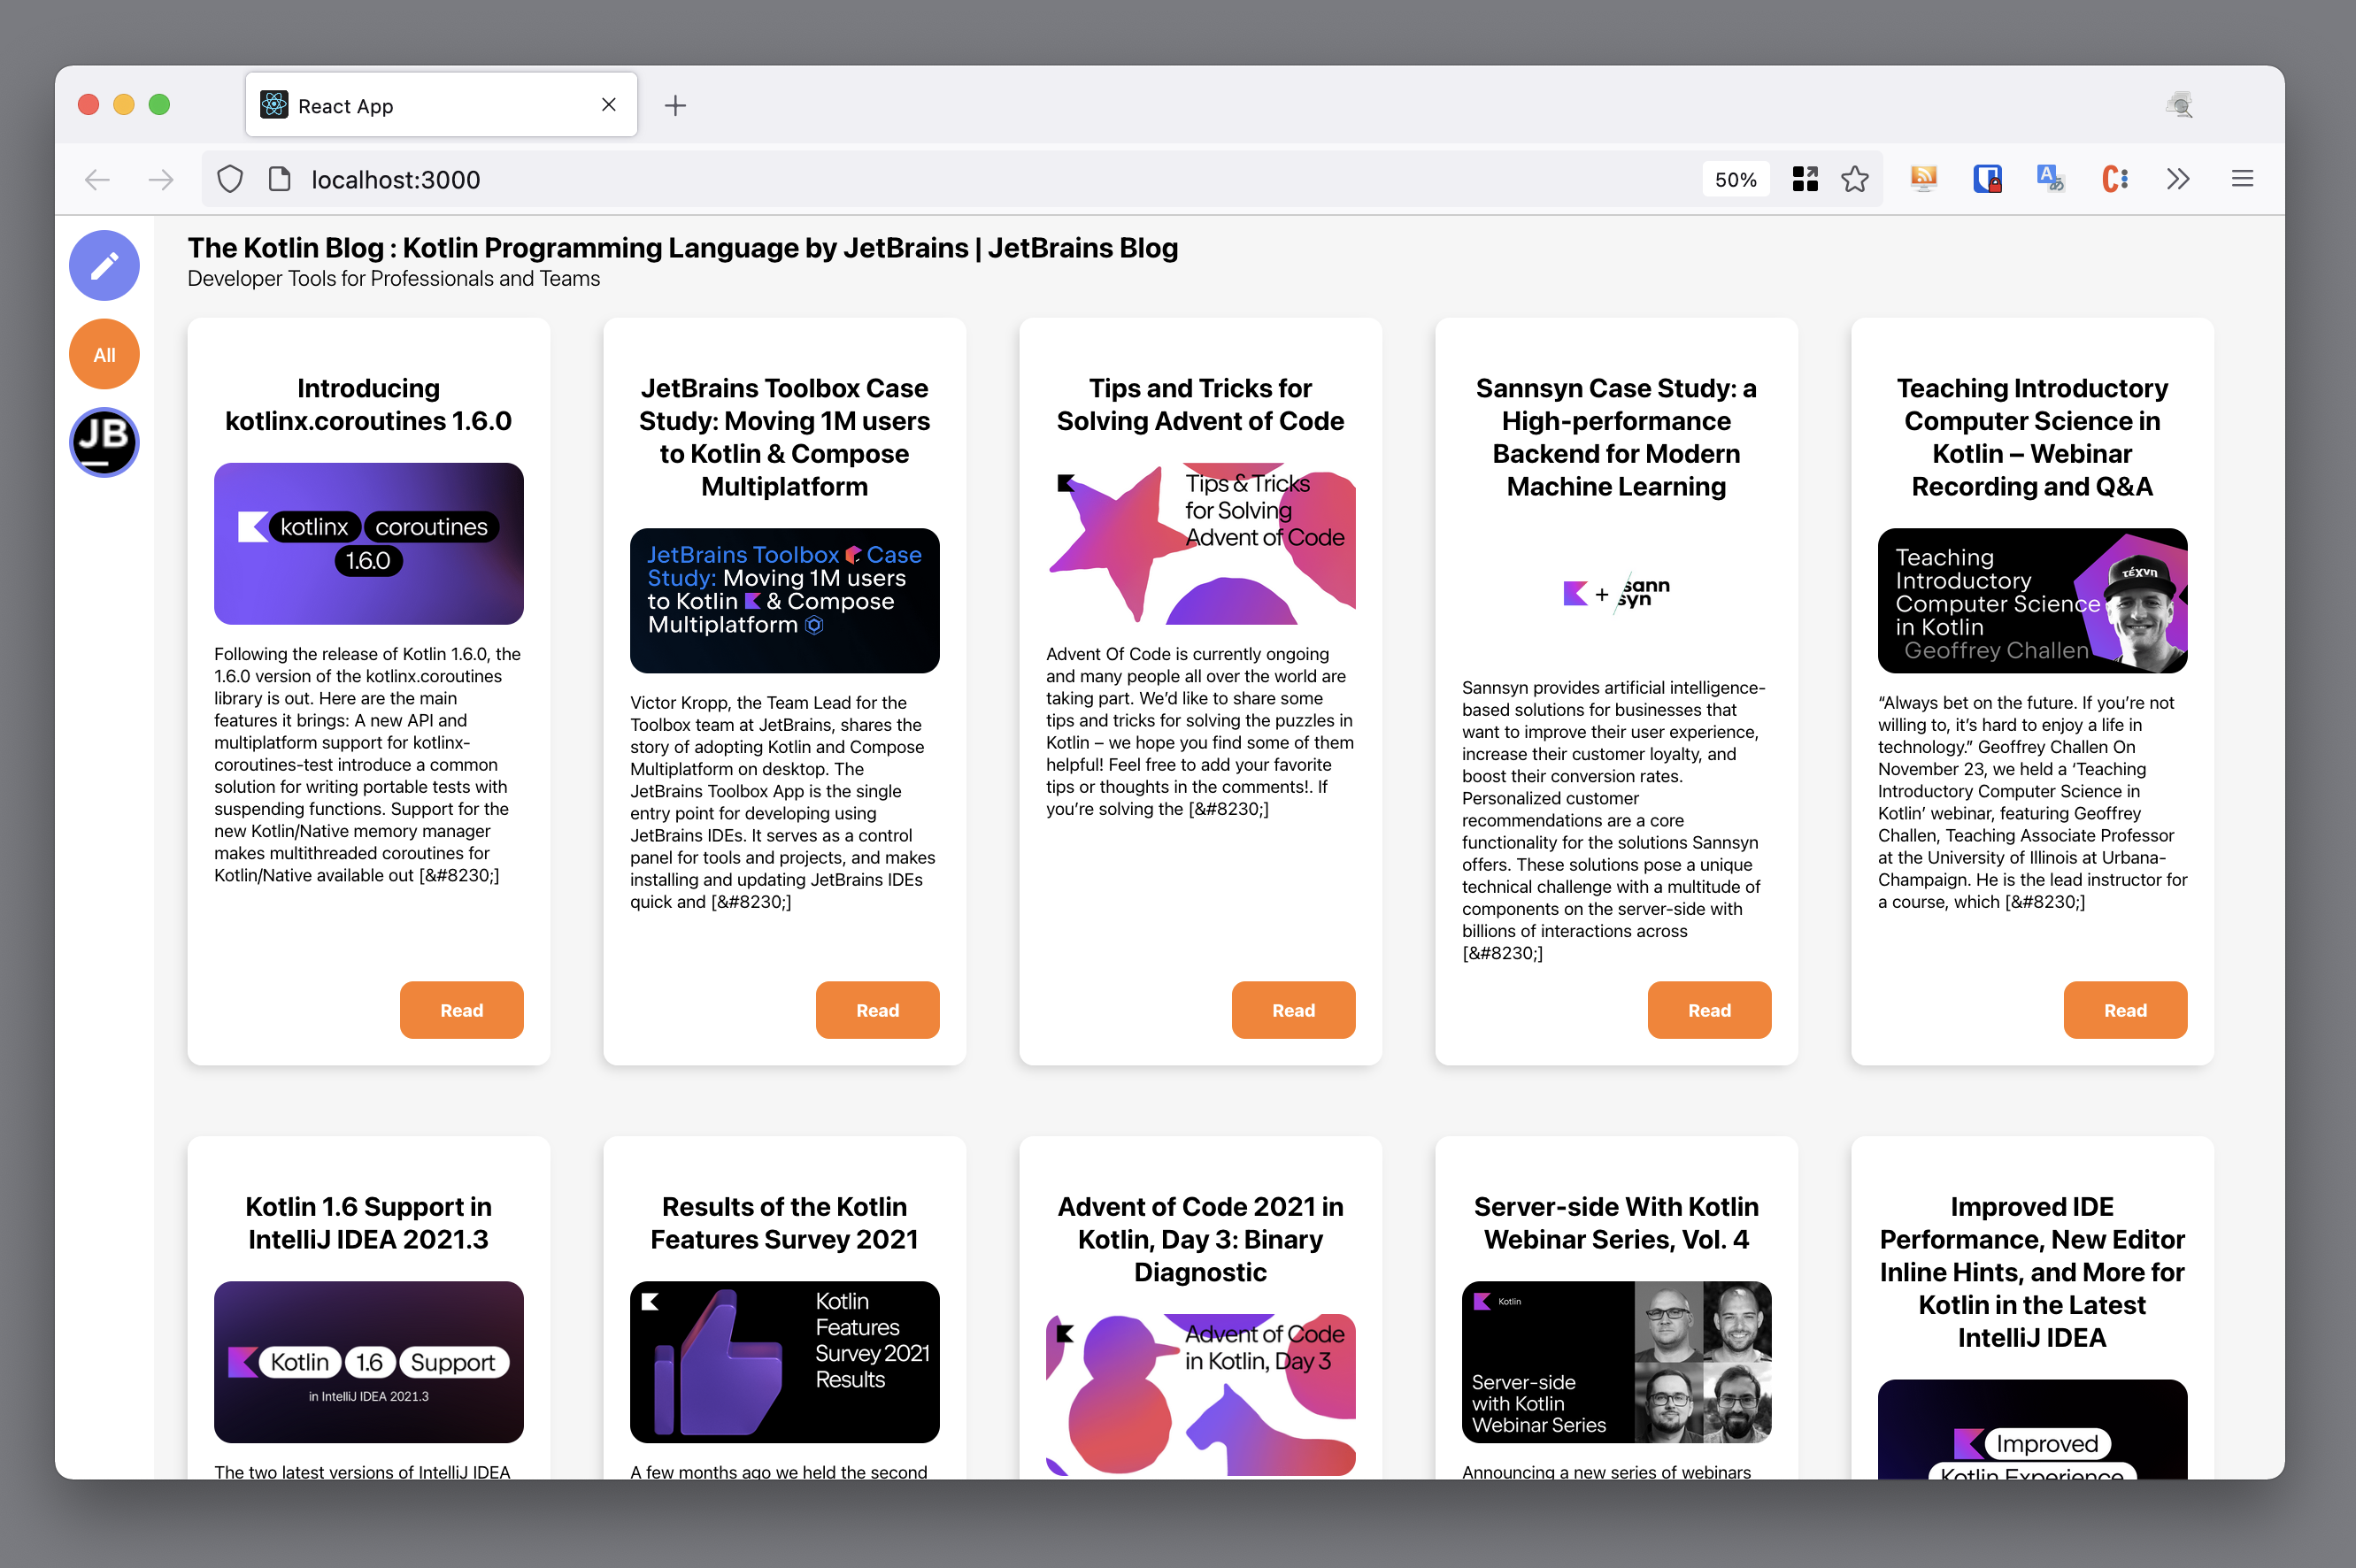 React App
localhost:3000
50%
The Kotlin Blog : Kotlin Programming Language by JetBrains | JetBrains Blog
Developer Tools for Professionals and Teams
All
JB
Introducing
kotlinx.coroutines 1.6.0
kotlinx coroutines
1.6.0
Following the release of Kotlin 1.6.0, the
1.6.0 version of the kotlinx.coroutines
library is out. Here are the main
features it brings: A new API and
multiplatform support for kotlinx-
coroutines-test introduce a common
solution for writing portable tests with
suspending functions. Support for the
new Kotlin/Native memory manager
makes multithreaded coroutines for
Kotlin/Native available out [&#8230;]
Read
JetBrains Toolbox Case
Study: Moving 1M users
to Kotlin & Compose
Multiplatform
JetBrains Toolbox Case
Study: Moving 1M users
to Kotlin & Compose
Multiplatform
Victor Kropp, the Team Lead for the
Toolbox team at JetBrains, shares the
story of adopting Kotlin and Compose
Multiplatform on desktop. The
JetBrains Toolbox App is the single
entry point for developing using
JetBrains IDEs. It serves as a control
panel for tools and projects, and makes
installing and updating JetBrains IDEs
quick and [&#8230;]
Read
Tips and Tricks for
Solving Advent of Code
Tips & Tricks
for Solving
Advent of Code
Advent Of Code is currently ongoing
and many people all over the world are
taking part. We’d like to share some
tips and tricks for solving the puzzles in
Kotlin – we hope you find some of them
helpful! Feel free to add your favorite
tips or thoughts in the comments!. If
you’re solving the [&#8230;]
Read
Sannsyn Case Study: a
High-performance
Backend for Modern
Machine Learning
+ sann
syn
Sannsyn provides artificial intelligence-
based solutions for businesses that
want to improve their user experience,
increase their customer loyalty, and
boost their conversion rates.
Personalized customer
recommendations are a core
functionality for the solutions Sannsyn
offers. These solutions pose a unique
technical challenge with a multitude of
components on the server-side with
billions of interactions across
[&#8230;]
Read
Teaching Introductory
Computer Science in
Kotlin – Webinar
Recording and Q&A
Teaching
Introductory
Computer Science
in Kotlin
Geoffrey Challen
τέχνη
“Always bet on the future. If you’re not
willing to, it’s hard to enjoy a life in
technology.” Geoffrey Challen On
November 23, we held a ‘Teaching
Introductory Computer Science in
Kotlin’ webinar, featuring Geoffrey
Challen, Teaching Associate Professor
at the University of Illinois at Urbana-
Champaign. He is the lead instructor for
a course, which [&#8230;]
Read
Kotlin 1.6 Support in
IntelliJ IDEA 2021.3
Kotlin 1.6 Support
in IntelliJ IDEA 2021.3
The two latest versions of IntelliJ IDEA
Results of the Kotlin
Features Survey 2021
Kotlin
Features
Survey 2021
Results
A few months ago we held the second
Advent of Code 2021 in
Kotlin, Day 3: Binary
Diagnostic
Advent of Code
in Kotlin, Day 3
Server-side With Kotlin
Webinar Series, Vol. 4
Kotlin
Server-side
with Kotlin
Webinar Series
Announcing a new series of webinars
Improved IDE
Performance, New Editor
Inline Hints, and More for
Kotlin in the Latest
IntelliJ IDEA
Improved
Kotlin Experience